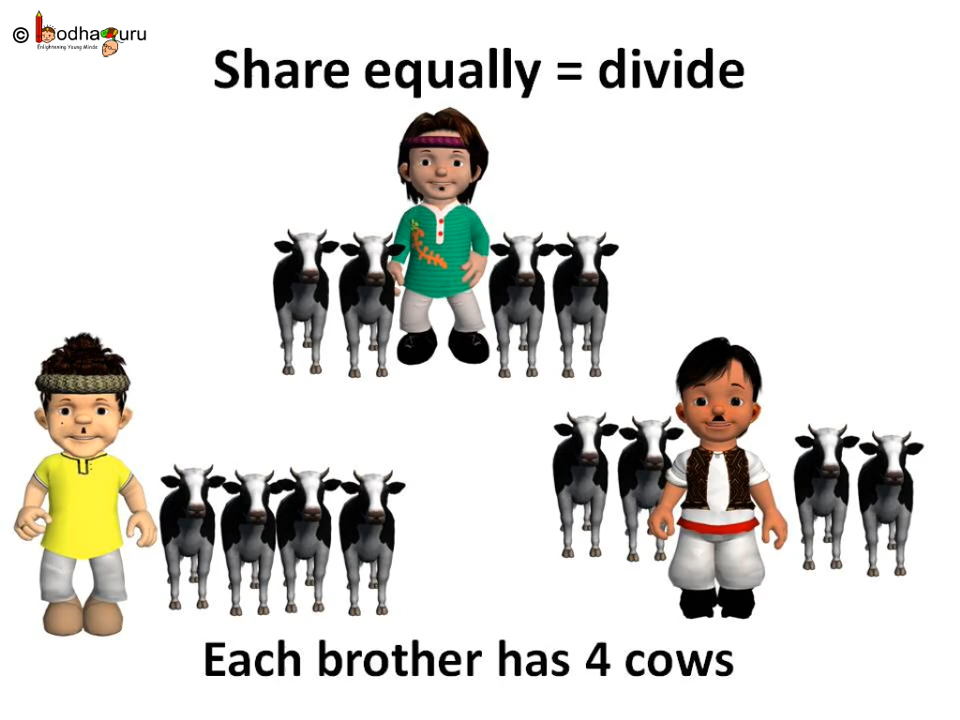 © BodhaGuru
Enlightening Young Minds
Share equally = divide
Each brother has 4 cows